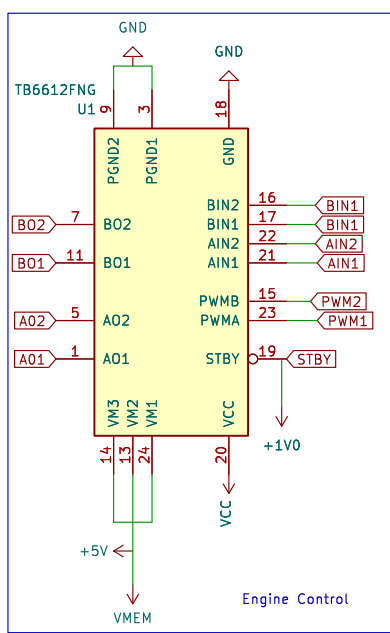 GND
GND
TB6612FNG
U1
9
3
18
PGND2
PGND1
GND
BIN2
16
BIN1
BO2
7
BO2
BIN1
17
BIN1
AIN2
22
AIN2
BO1
11
BO1
AIN1
21
AIN1
PWMB
15
PWM2
AO2
5
AO2
PWMA
23
PWM1
AO1
1
AO1
STBY
19
STBY
VM3
VM2
VM1
VCC
14
13
24
20
+1V0
VCC
+5V
VMEM
Engine Control